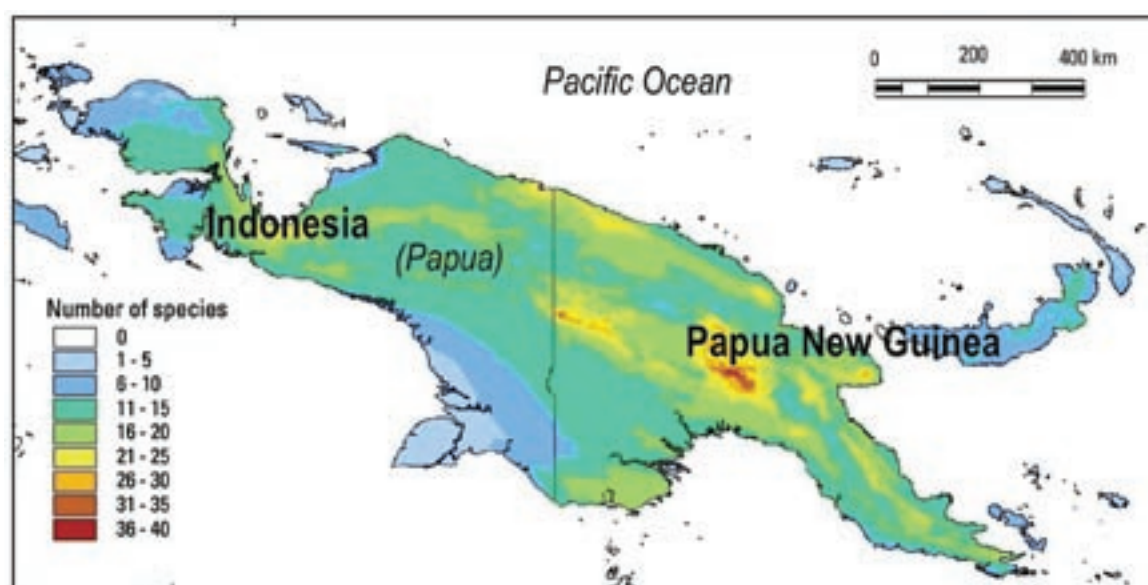 0 200 400 km
Pacific Ocean
Indonesia
(Papua)
Papua New Guinea
Number of species
0
1 - 5
6 - 10
11 - 15
16 - 20
21 - 25
26 - 30
31 - 35
36 - 40